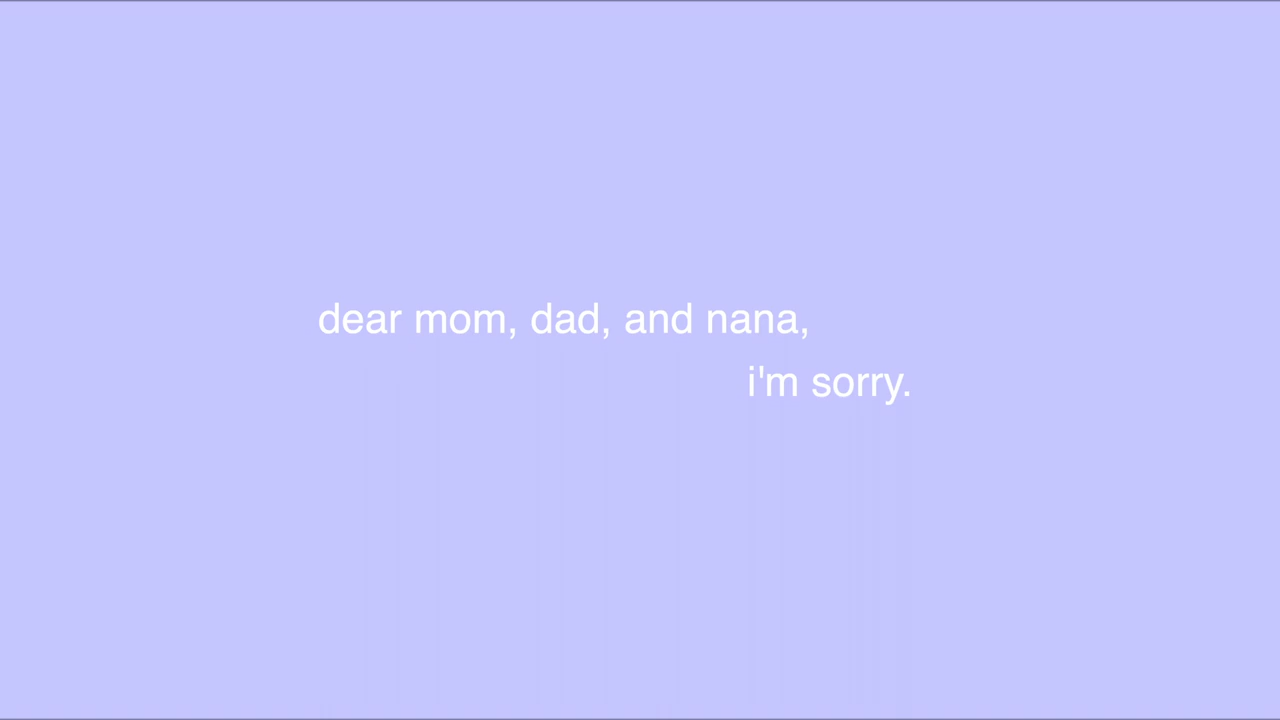 dear mom, dad, and nana,
i'm sorry.